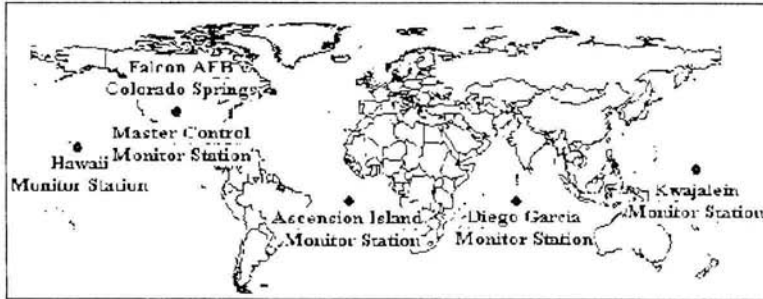 Falcon AFB
Colorado Springs
Master Control
Monitor Station
Hawaii
Monitor Station
Ascension Island
Monitor Station
Diego Garcia
Monitor Station
Kwajalein
Monitor Station